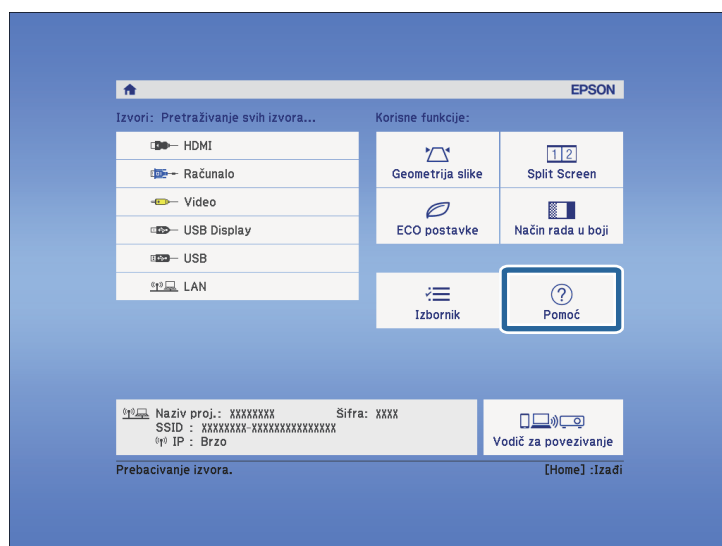 EPSON
Izvori: Pretraživanje svih izvora...
HDMI
Računalo
Video
USB Display
USB
LAN
Korisne funkcije:
Geometrija slike
1 2
Split Screen
ECO postavke
Način rada u boji
Izbornik
?
Pomoć
Naziv proj.: XXXXXXXX Šifra: XXXX
SSID : XXXXXXXX-XXXXXXXXXXXXXXX
IP : Brzo
Vodič za povezivanje
Prebacivanje izvora.
[Home] :Izađi